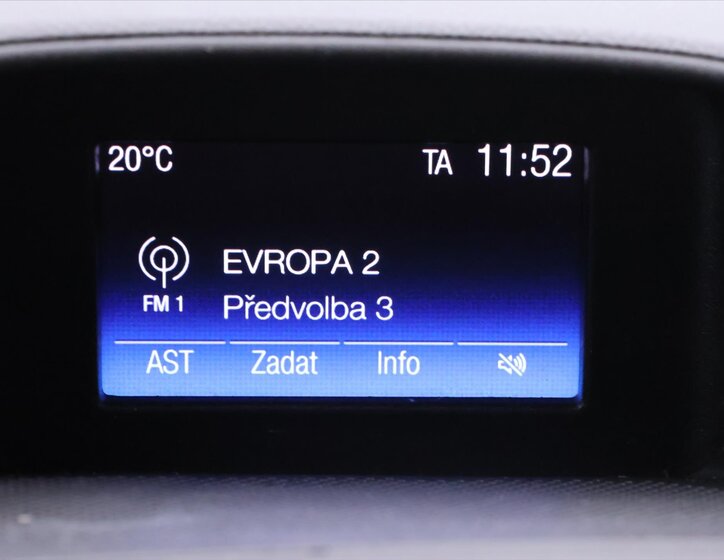 20°C TA 11:52
EVROPA 2
FM 1 Předvolba 3
AST Zadat Info